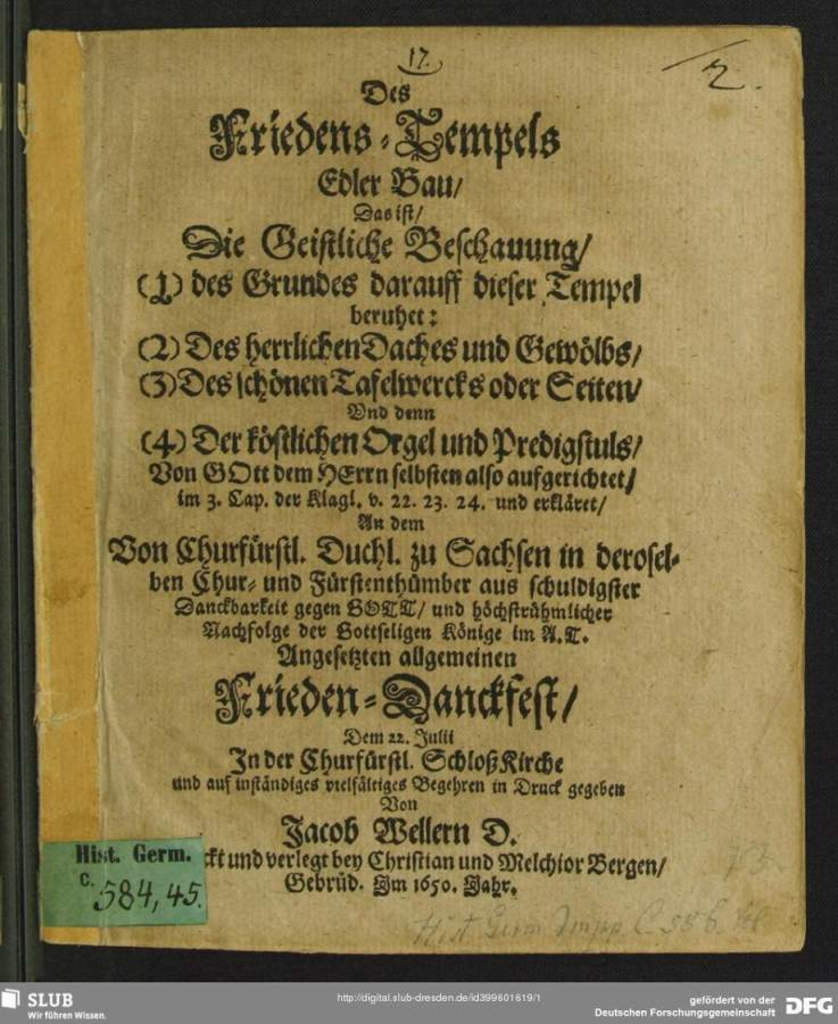 17.
2.
Des
Friedens-Tempels
Edler Bau/
Das ist/
Die Geistliche Beschauung/
(1) des Grundes darauff dieser Tempel
beruhet:
(2) Des herrlichen Daches und Gewölbs/
(3) Des schönen Tafelwercks oder Seiten/
Und denn
(4) Der köstlichen Orgel und Predigstuls/
Von GOtt dem HErrn selbsten also aufgerichtet/
im 3. Cap. der Klagl. v. 22. 23. 24. und erkläret/
An dem
Von Churfürstl. Duchl. zu Sachsen in derosel-
ben Chur- und Fürstenthümber aus schuldigster
Danckbarkeit gegen GOTT/ und höchstrühmlicher
Nachfolge der Gottseligen Könige im A. T.
Angesetzten allgemeinen
Frieden-Danckfest/
Dem 22. Julii
In der Churfürstl. Schloß Kirche
und auf inständiges vielfältiges Begehren in Druck gegeben
Von
Jacob Wellern D.
ckt und verlegt bey Christian und Melchior Bergen/
Gebrüd. Im 1650. Jahr.
Hist. Germ.
C. 584, 45.
Hist Germ Impp C 586
SLUB
Wir führen Wissen.
http://digital.slub-dresden.de/id399601619/1
gefördert von der
Deutschen Forschungsgemeinschaft
DFG